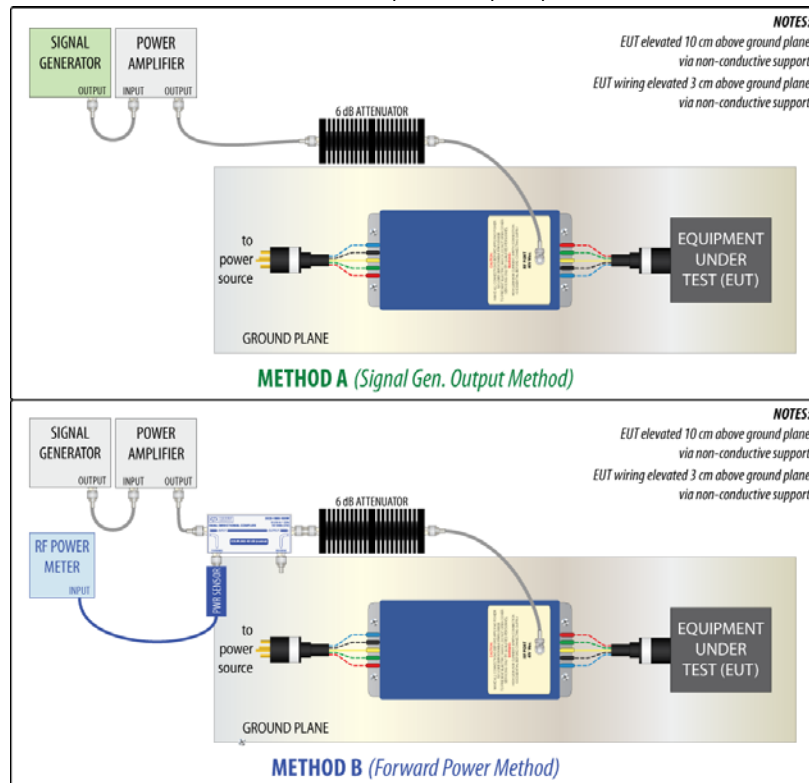 NOTES:
EUT elevated 10 cm above ground plane
via non-conductive support
EUT wiring elevated 3 cm above ground plane
via non-conductive support
SIGNAL
GENERATOR
OUTPUT
POWER
AMPLIFIER
INPUT
OUTPUT
6 dB ATTENUATOR
to
power
source
EQUIPMENT
UNDER
TEST (EUT)
GROUND PLANE
METHOD A (Signal Gen. Output Method)
NOTES:
EUT elevated 10 cm above ground plane
via non-conductive support
EUT wiring elevated 3 cm above ground plane
via non-conductive support
SIGNAL
GENERATOR
OUTPUT
POWER
AMPLIFIER
INPUT
OUTPUT
6 dB ATTENUATOR
RF POWER
METER
INPUT
PWR SENSOR
to
power
source
EQUIPMENT
UNDER
TEST (EUT)
GROUND PLANE
METHOD B (Forward Power Method)